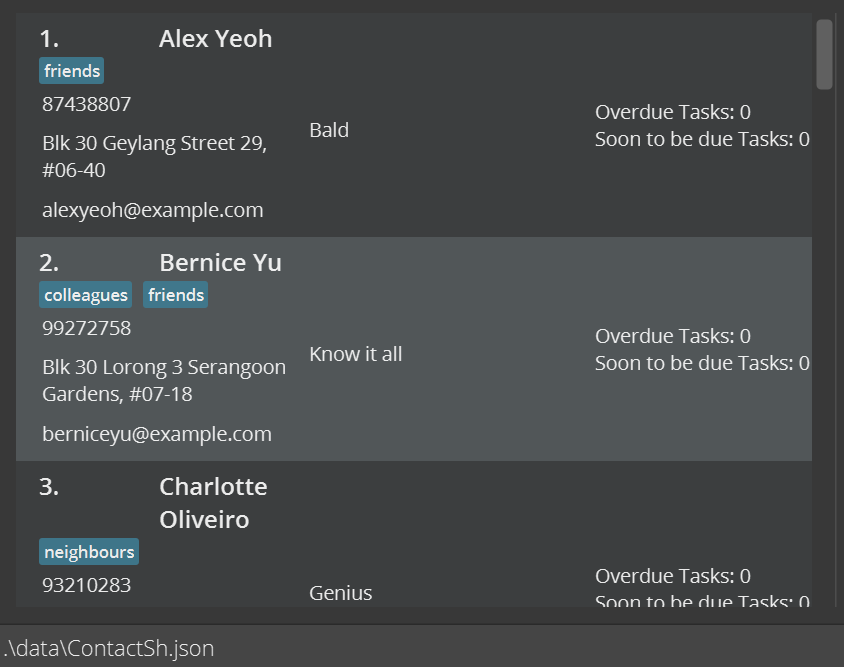 1. Alex Yeoh
friends
87438807
Blk 30 Geylang Street 29,
#06-40
alexyeoh@example.com
Bald
Overdue Tasks: 0
Soon to be due Tasks: 0
2. Bernice Yu
colleagues friends
99272758
Blk 30 Lorong 3 Serangoon
Gardens, #07-18
berniceyu@example.com
Know it all
Overdue Tasks: 0
Soon to be due Tasks: 0
3. Charlotte
Oliveiro
neighbours
93210283
Genius
Overdue Tasks: 0
Soon to be due Tasks: 0
.\data\ContactSh.json